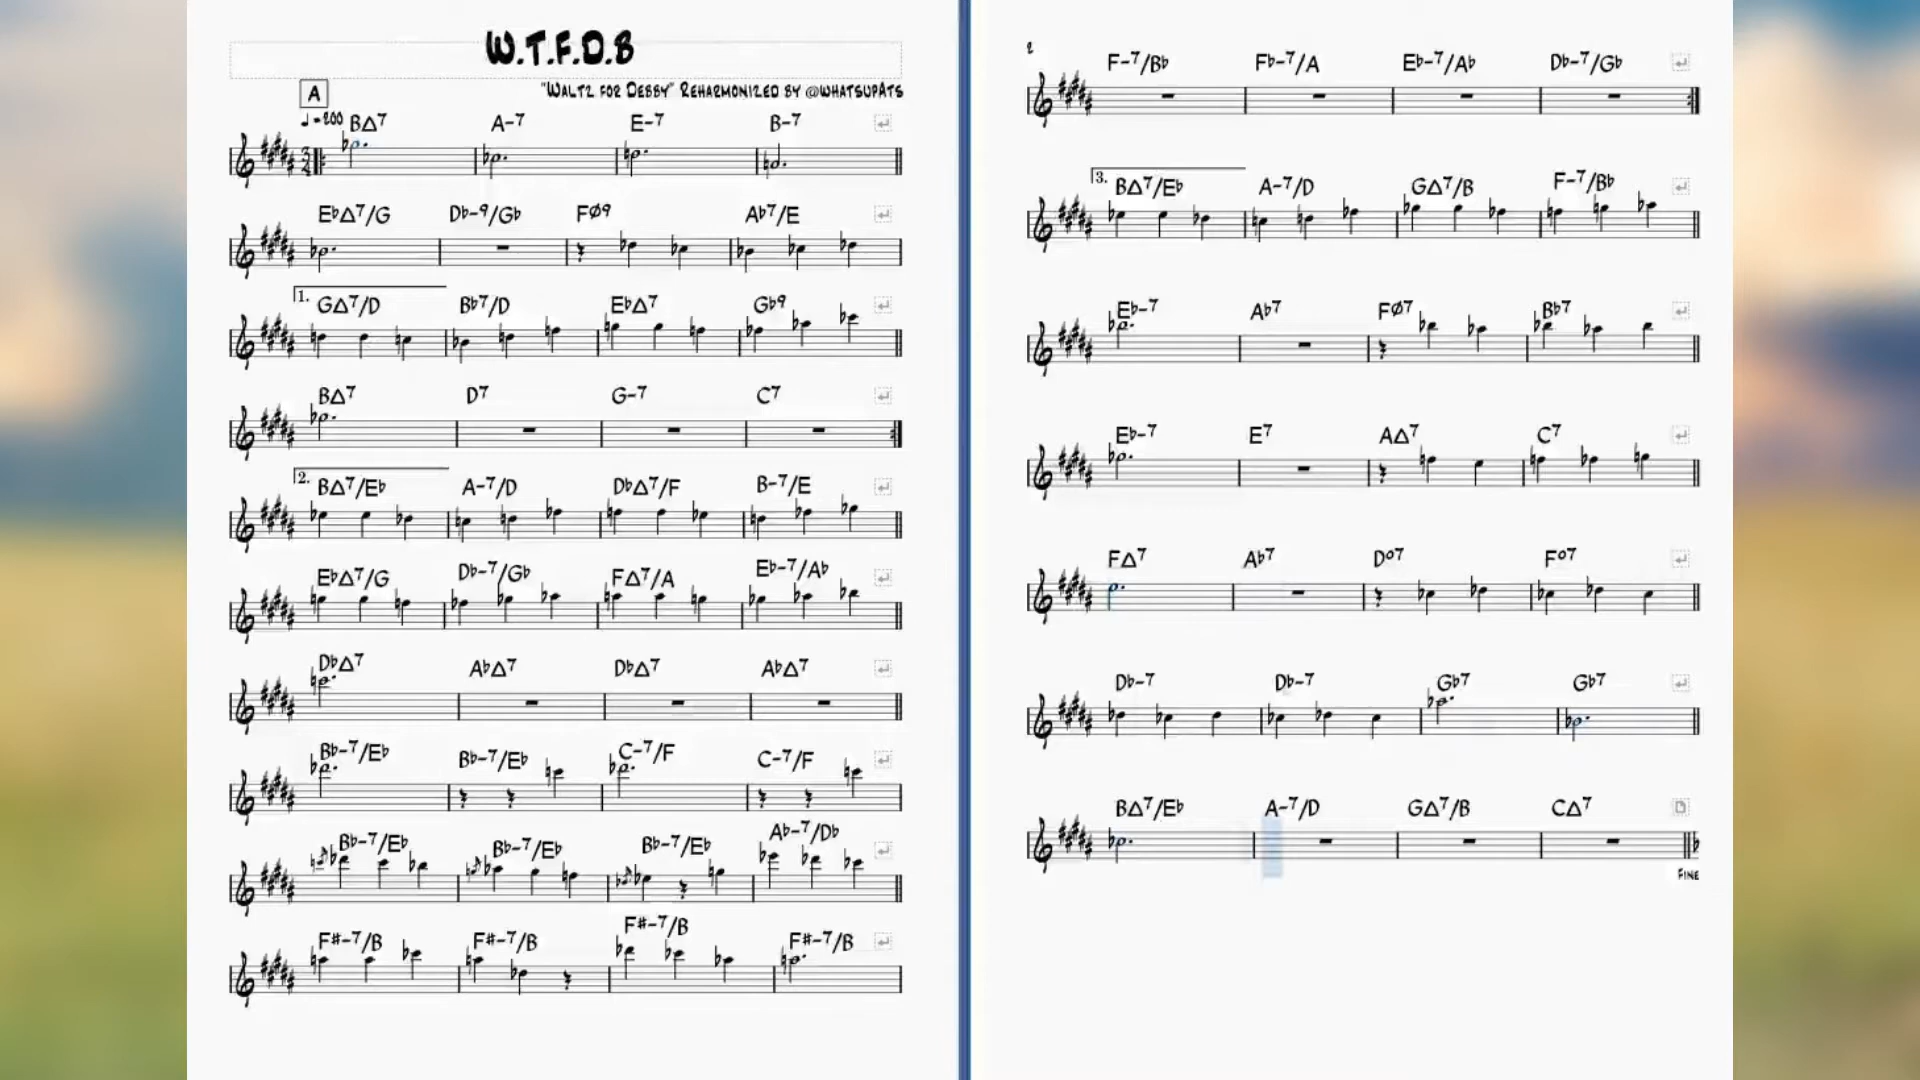 W.T.F.D.B
"Waltz for Debby" Reharmonized by @whatsupats
A
♩=200 B△7 A-7 E-7 B-7
3/4
Eb△7/G Db-9/Gb Fø9 Ab7/E
1. G△7/D Bb7/D Eb△7 Gb9
B△7 D7 G-7 C7
2. B△7/Eb A-7/D Db△7/F B-7/E
Eb△7/G Db-7/Gb F△7/A Eb-7/Ab
Db△7 Ab△7 Db△7 Ab△7
Bb-7/Eb Bb-7/Eb C-7/F C-7/F
Bb-7/Eb Bb-7/Eb Bb-7/Eb Ab-7/Db
F#-7/B F#-7/B F#-7/B F#-7/B
2
F-7/Bb Fb-7/A Eb-7/Ab Db-7/Gb
3. B△7/Eb A-7/D G△7/B F-7/Bb
Eb-7 Ab7 Fø7 Bb7
Eb-7 E7 A△7 C7
F△7 Ab7 Do7 Fo7
Db-7 Db-7 Gb7 Gb7
B△7/Eb A-7/D G△7/B C△7
Fine